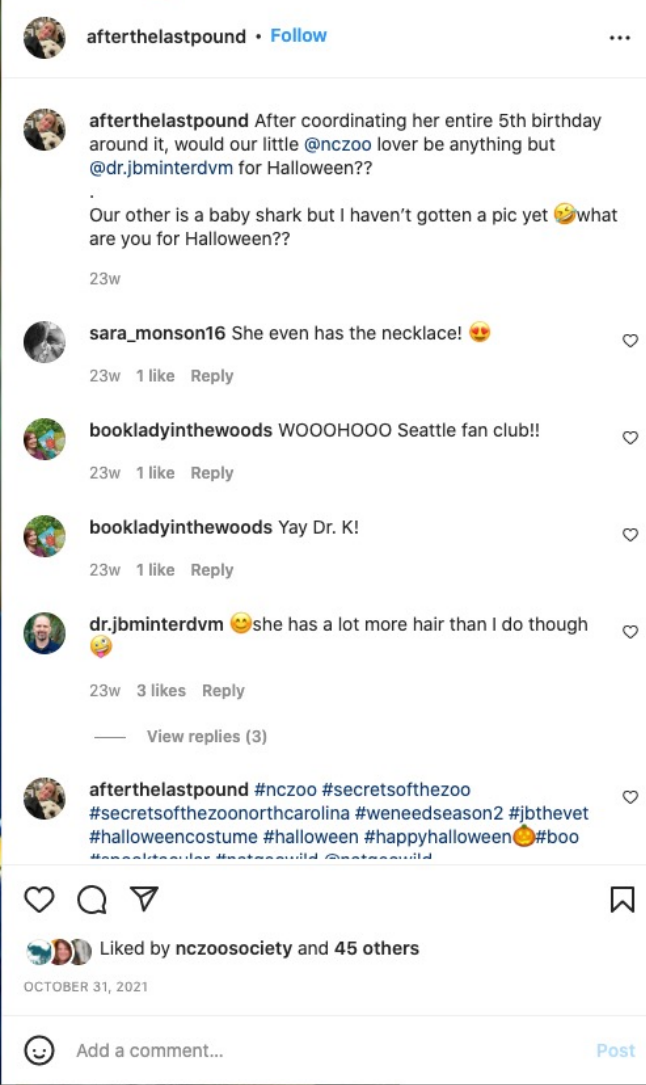 afterthelastpound • Follow
afterthelastpound After coordinating her entire 5th birthday
around it, would our little @nczoo lover be anything but
@dr.jbminterdvm for Halloween??
.
Our other is a baby shark but I haven't gotten a pic yet 🤣what
are you for Halloween??
23w
sara_monson16 She even has the necklace! 😍
23w 1 like Reply
bookladyinthewoods WOOOHOOO Seattle fan club!!
23w 1 like Reply
bookladyinthewoods Yay Dr. K!
23w 1 like Reply
dr.jbminterdvm 😊she has a lot more hair than I do though
🤪
23w 3 likes Reply
View replies (3)
afterthelastpound #nczoo #secretsofthezoo
#secretsofthezoonorthcarolina #weneedseason2 #jbthevet
#halloweencostume #halloween #happyhalloween🎃#boo
#spooktacular #natgeowild @natgeowild
Liked by nczoosociety and 45 others
OCTOBER 31, 2021
Add a comment...
Post